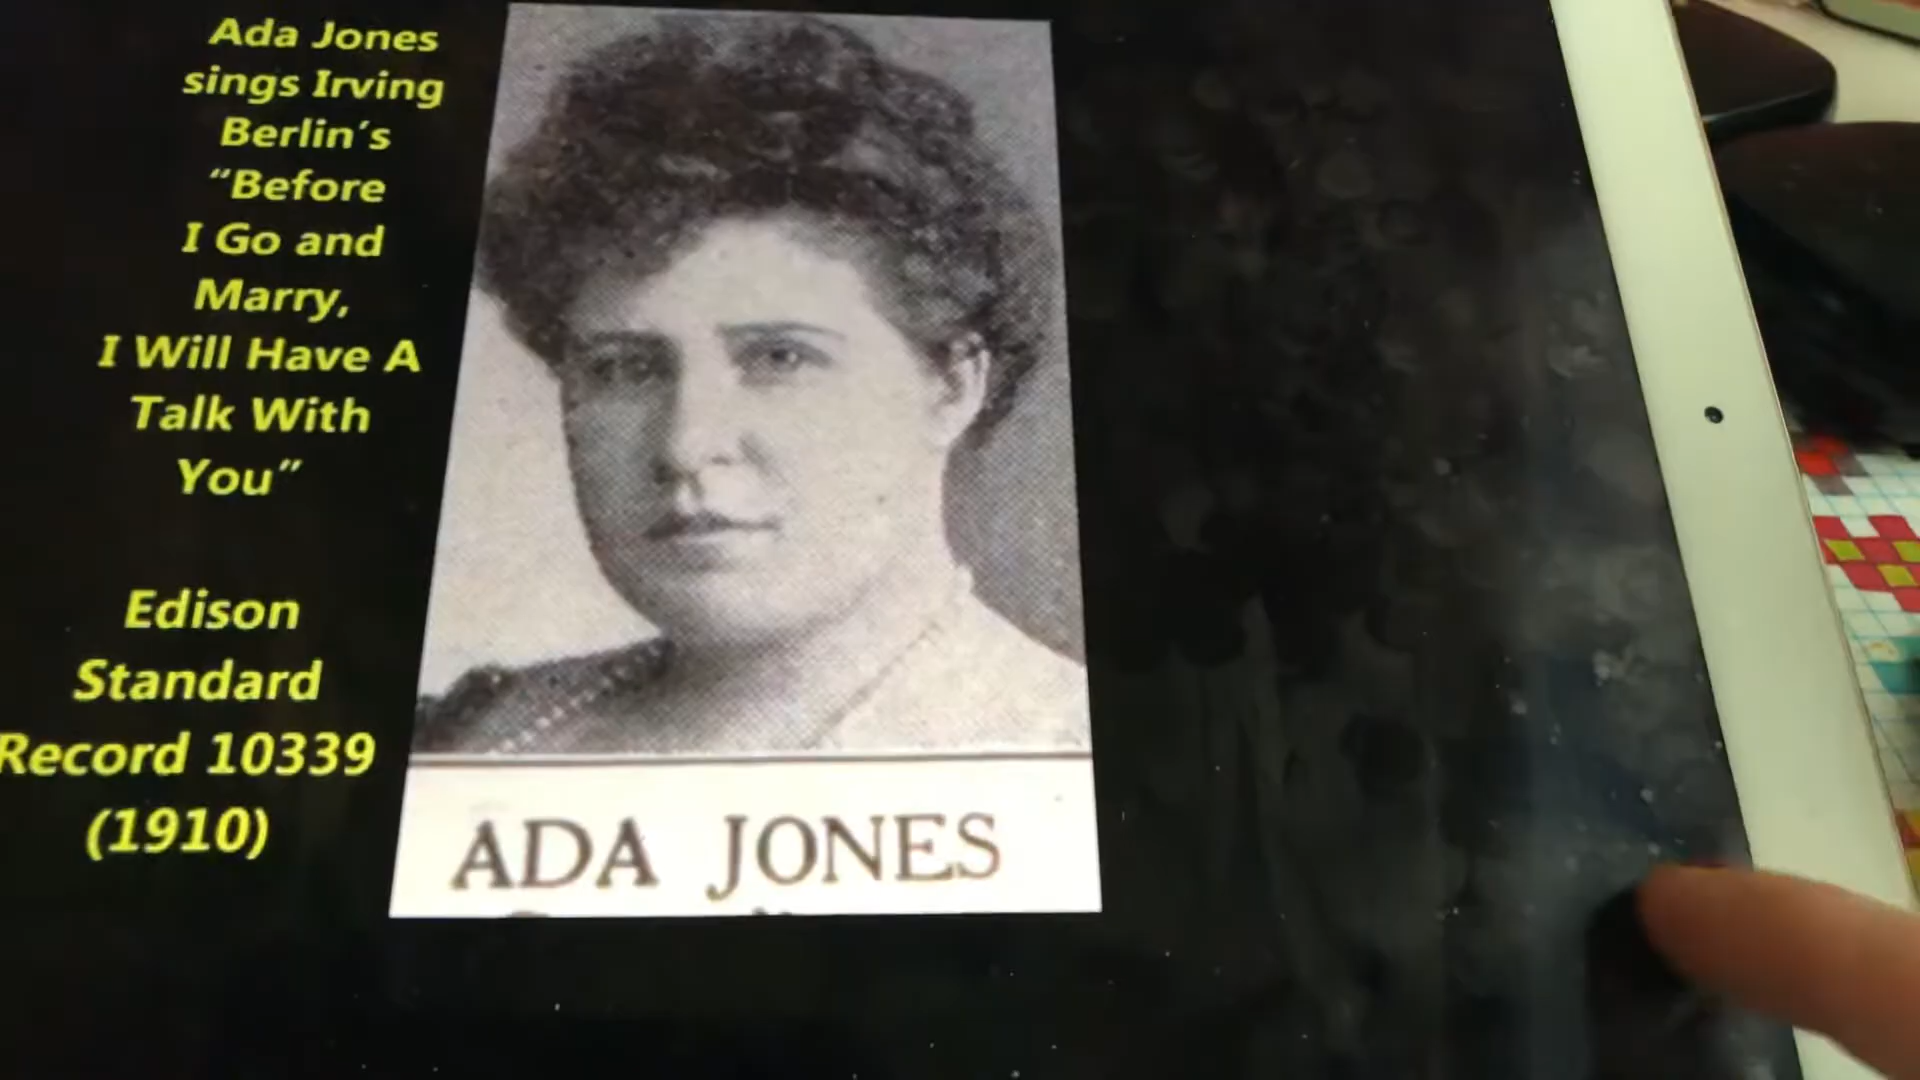 Ada Jones
sings Irving
Berlin's
"Before
I Go and
Marry,
I Will Have A
Talk With
You"
Edison
Standard
Record 10339
(1910)
ADA JONES